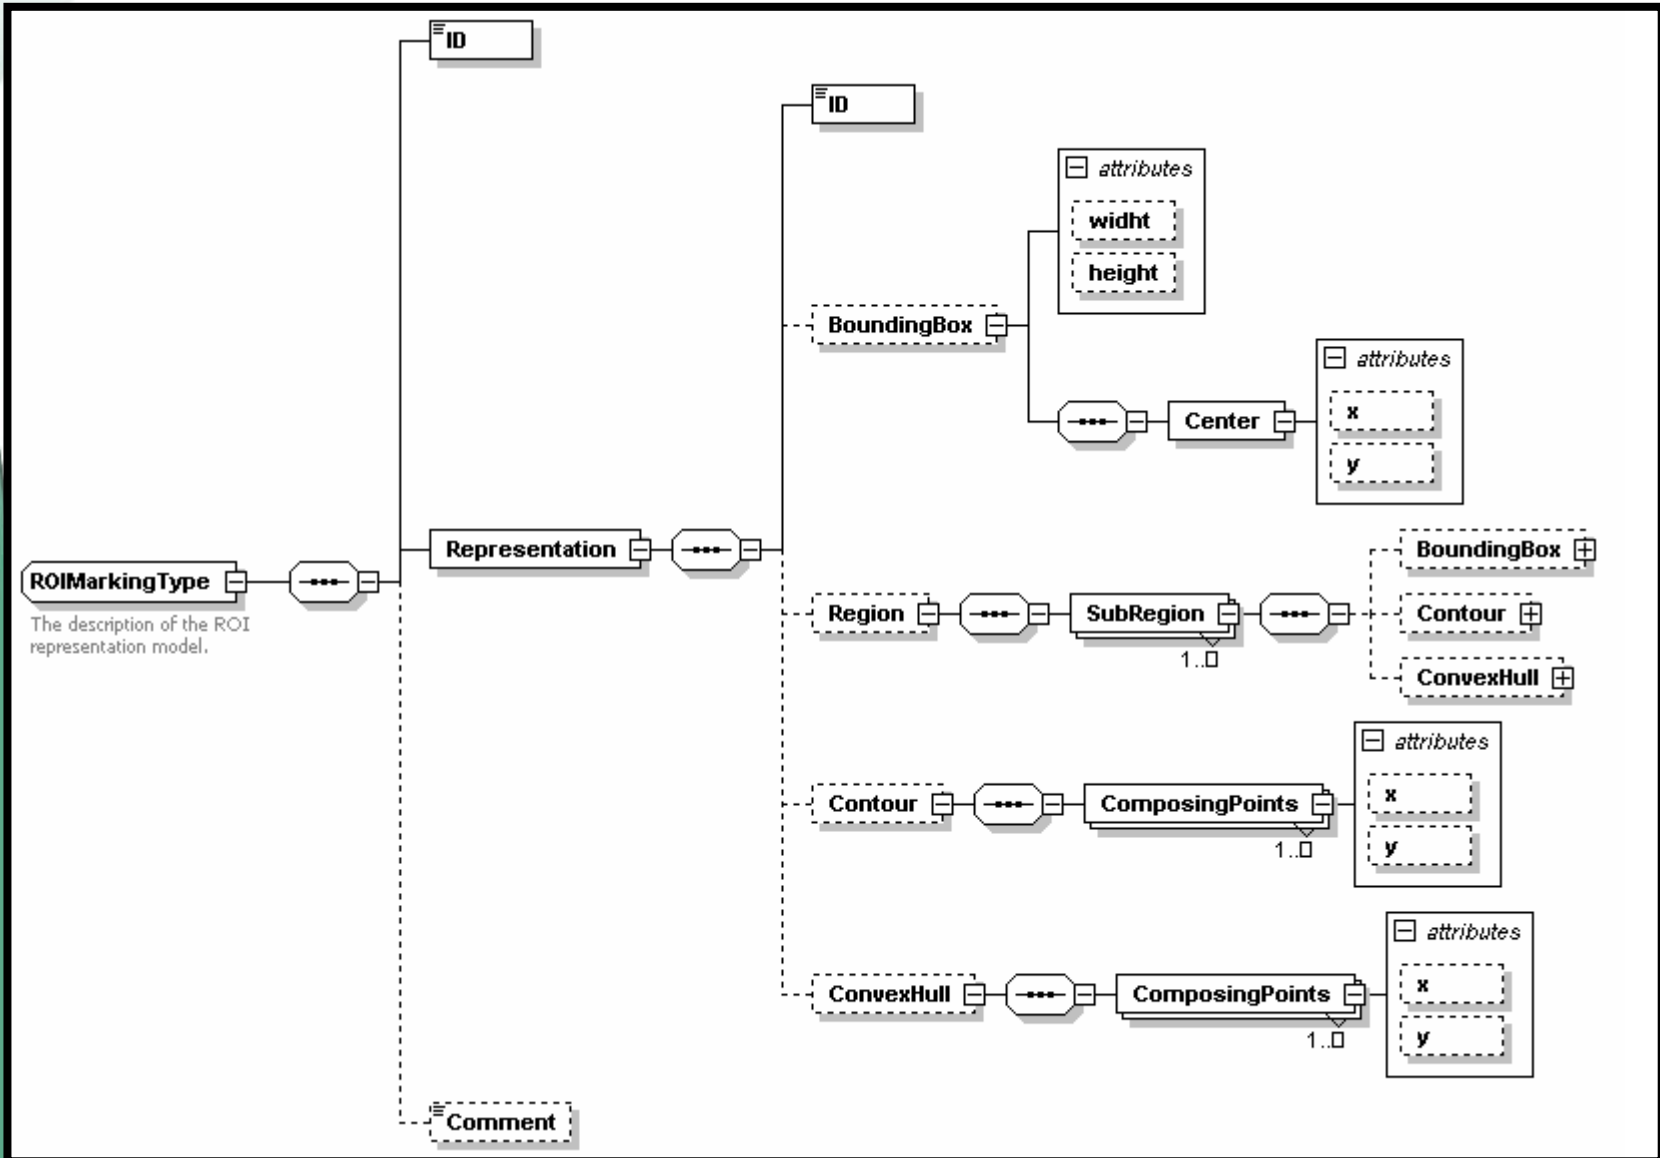 ID
ID
attributes
widht
height
BoundingBox
attributes
x
Center
y
Representation
BoundingBox
ROIMarkingType
The description of the ROI
representation model.
Region
SubRegion
Contour
1..▯
ConvexHull
attributes
x
Contour
ComposingPoints
y
1..▯
attributes
x
ConvexHull
ComposingPoints
y
1..▯
Comment